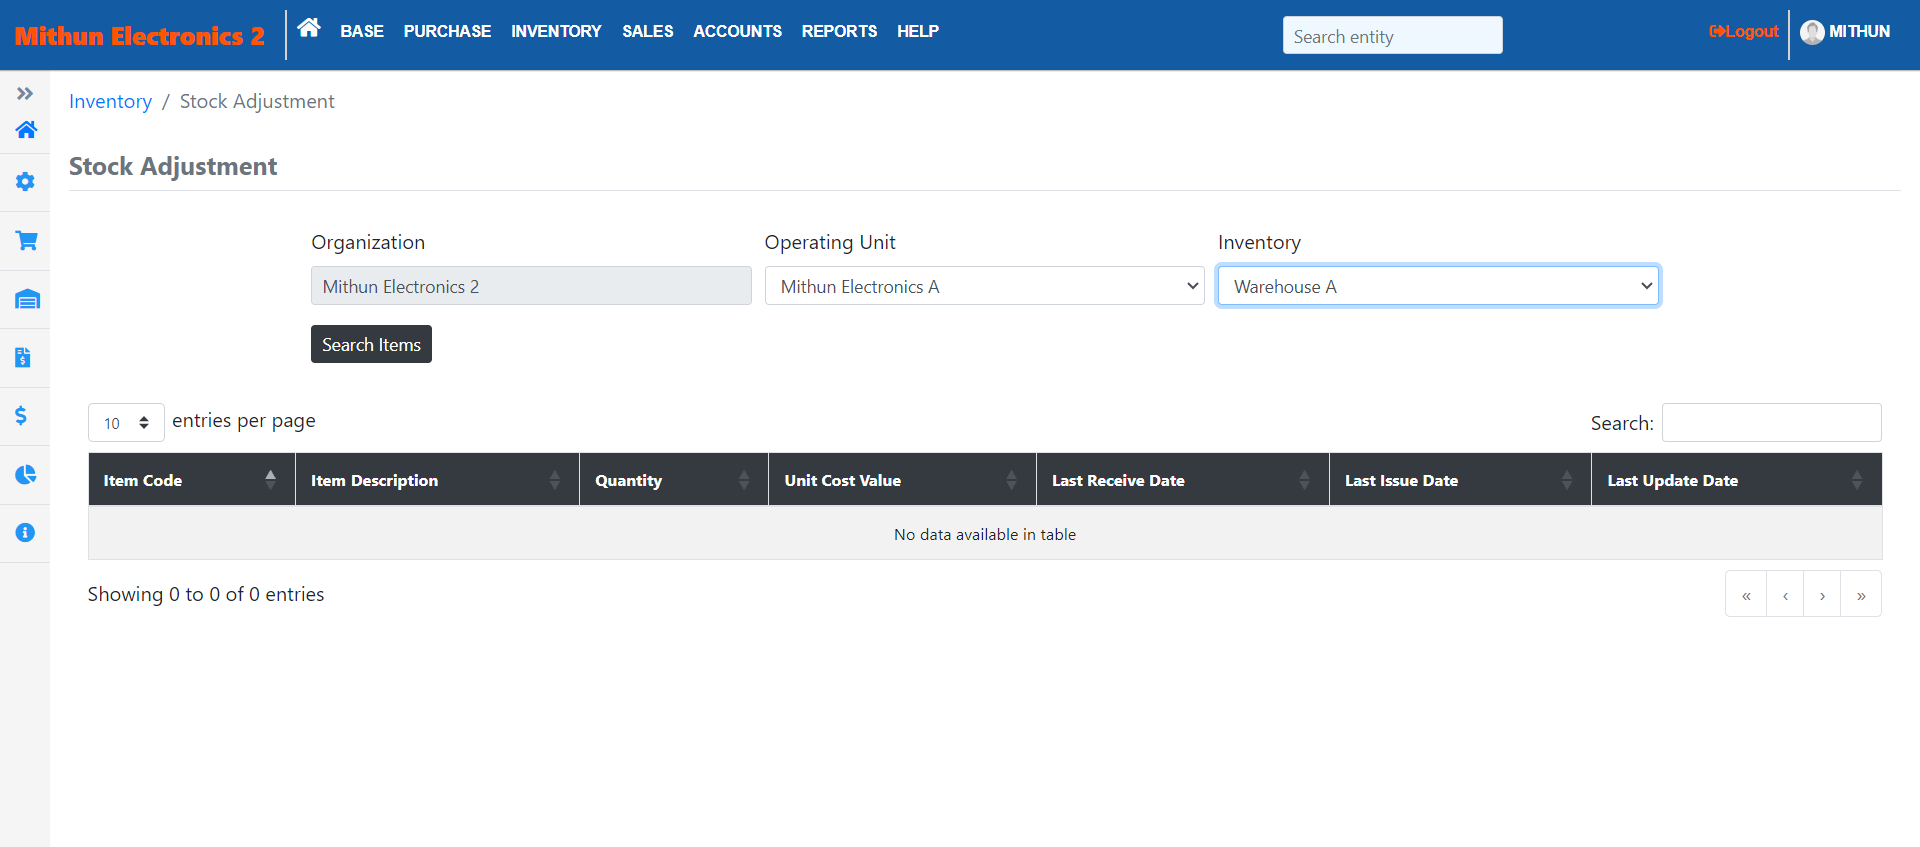 Mithun Electronics 2
BASE PURCHASE INVENTORY SALES ACCOUNTS REPORTS HELP
Search entity
Logout
MITHUN
Inventory / Stock Adjustment
Stock Adjustment
Organization Operating Unit Inventory
Mithun Electronics 2 Mithun Electronics A Warehouse A
Search Items
10 entries per page
Search:
Item Code Item Description Quantity Unit Cost Value Last Receive Date Last Issue Date Last Update Date
No data available in table
Showing 0 to 0 of 0 entries
« ‹ › »